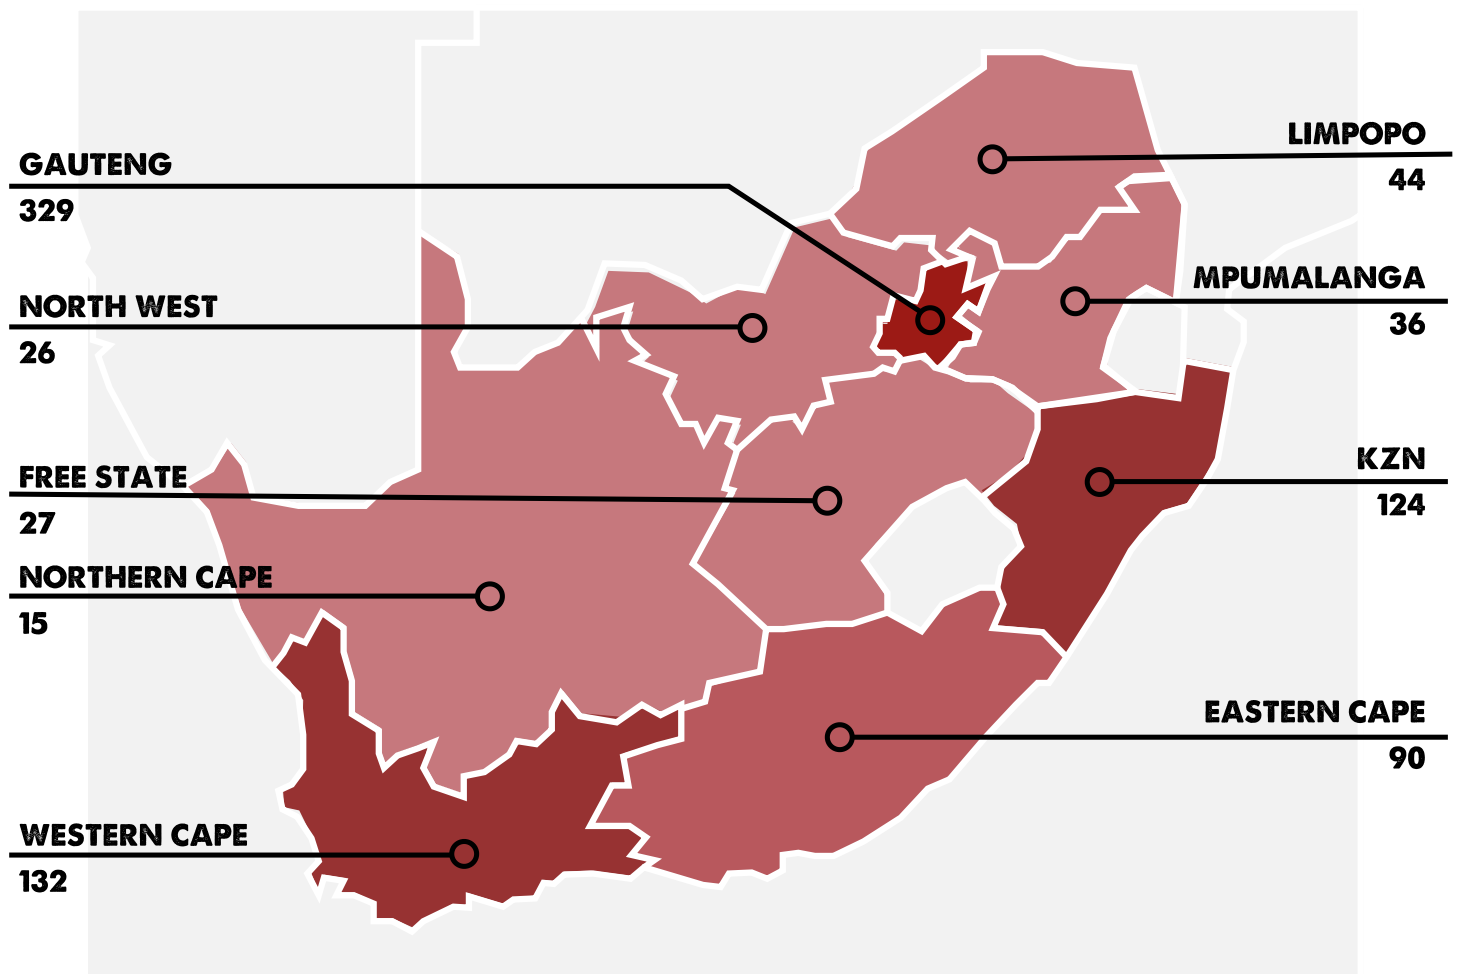 GAUTENG
329
NORTH WEST
26
FREE STATE
27
NORTHERN CAPE
15
WESTERN CAPE
132
LIMPOPO
44
MPUMALANGA
36
KZN
124
EASTERN CAPE
90